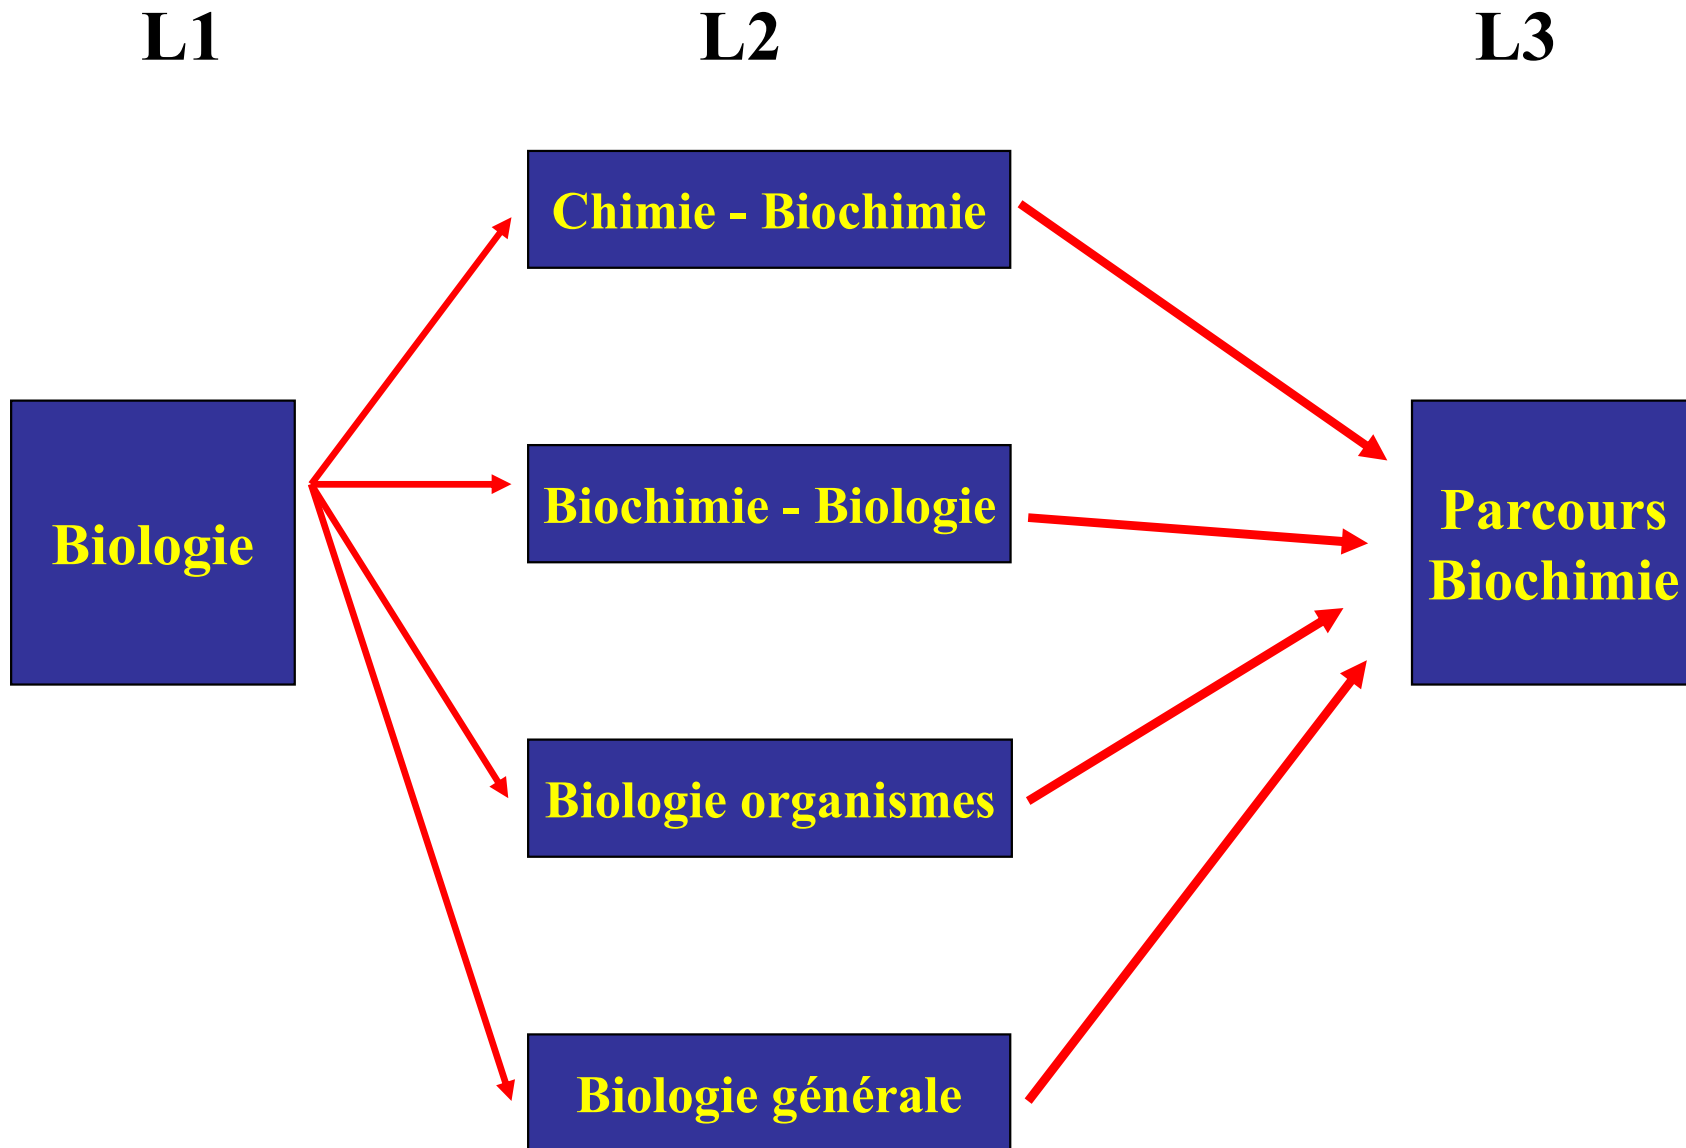 L1 L2 L3
Chimie - Biochimie
Biochimie - Biologie
Biologie
Parcours
Biochimie
Biologie organismes
Biologie générale